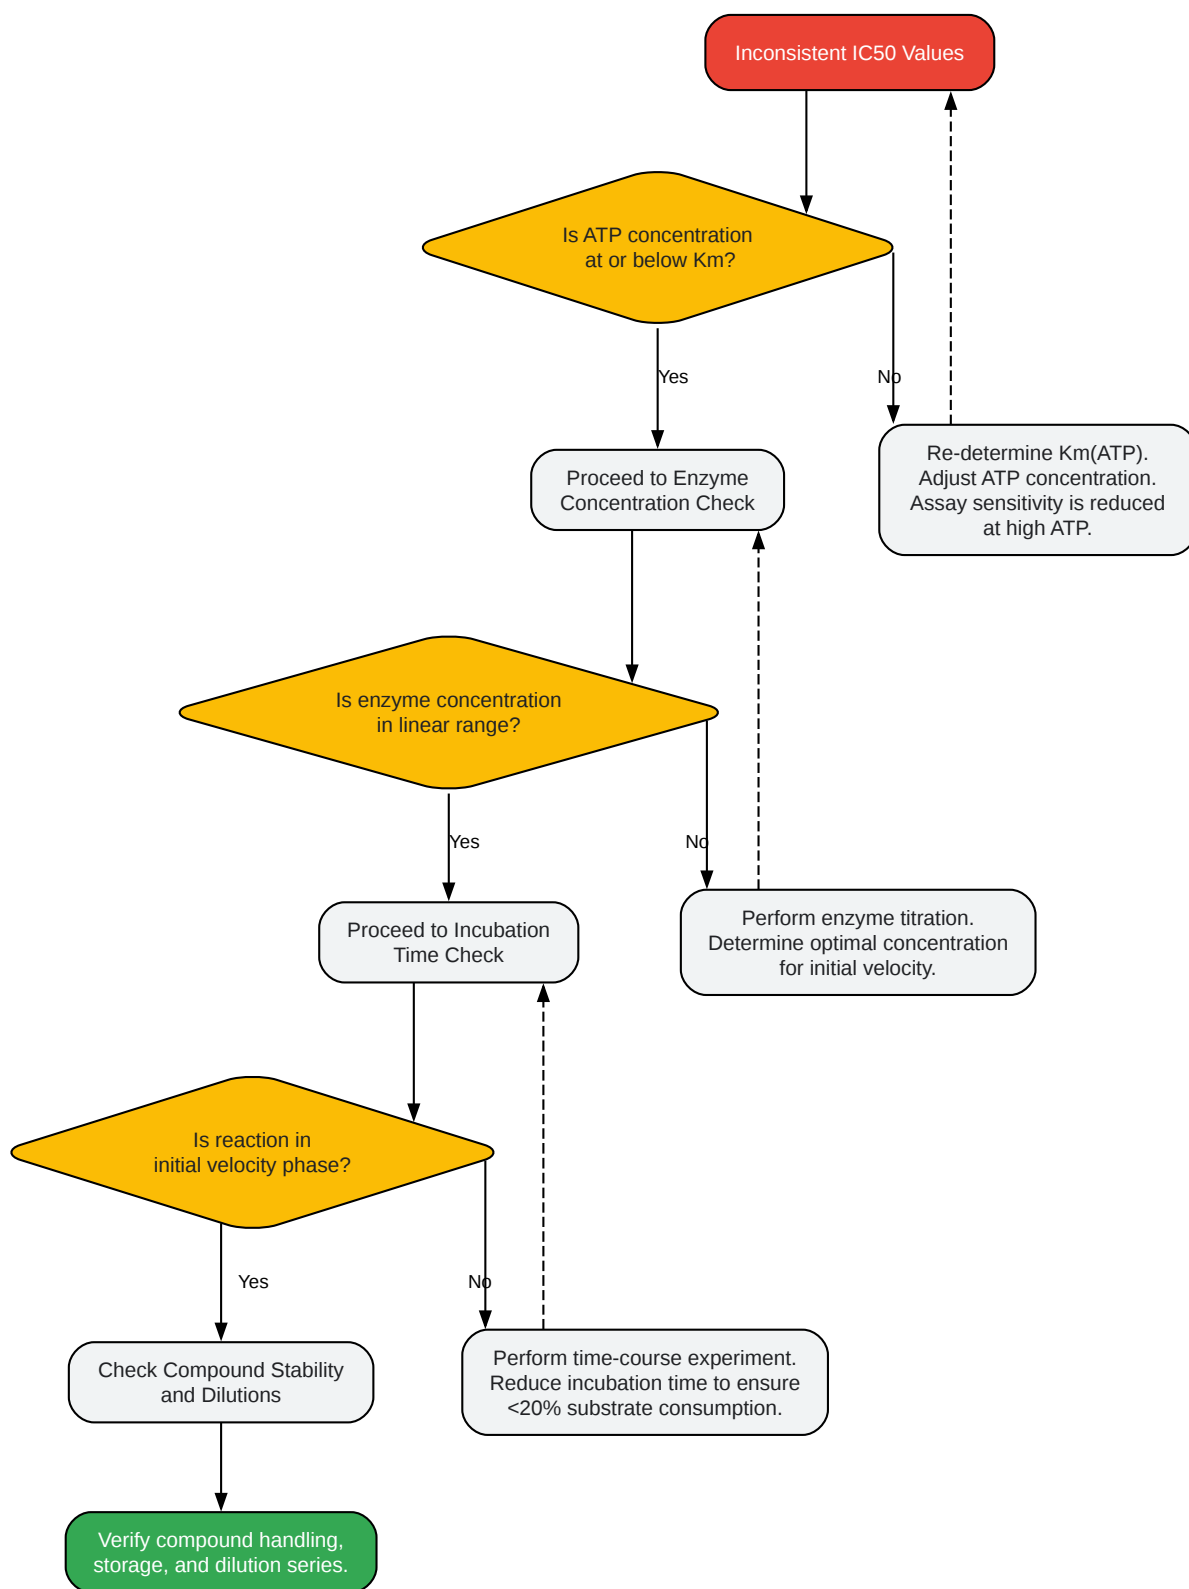 Inconsistent IC50 Values
Is ATP concentration
at or below Km?
Yes
No
Re-determine Km(ATP).
Adjust ATP concentration.
Assay sensitivity is reduced
at high ATP.
Proceed to Enzyme
Concentration Check
Is enzyme concentration
in linear range?
Yes
No
Perform enzyme titration.
Determine optimal concentration
for initial velocity.
Proceed to Incubation
Time Check
Is reaction in
initial velocity phase?
Yes
No
Perform time-course experiment.
Reduce incubation time to ensure
<20% substrate consumption.
Check Compound Stability
and Dilutions
Verify compound handling,
storage, and dilution series.